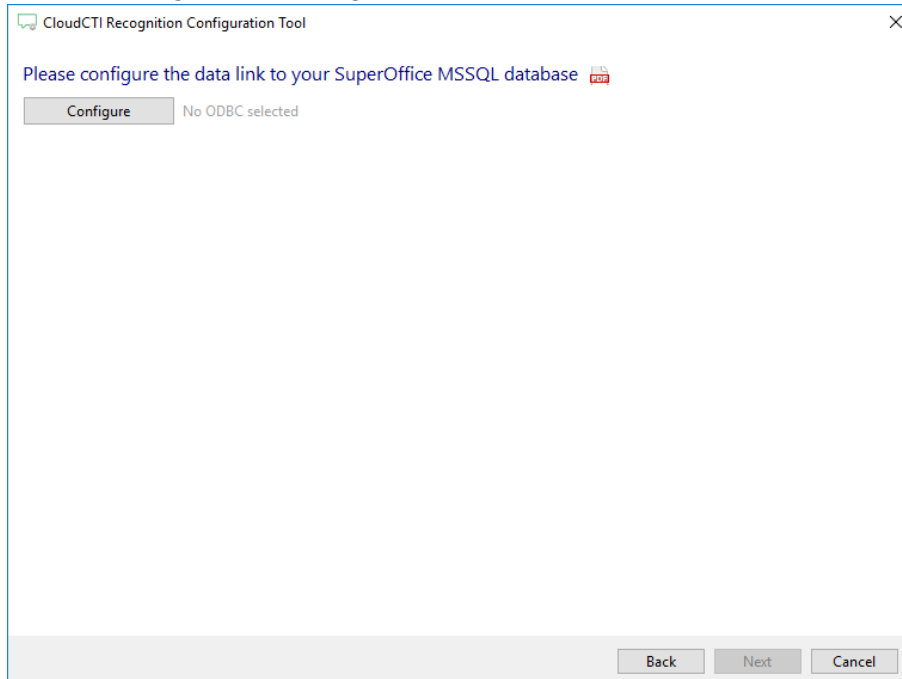 CloudCTI Recognition Configuration Tool
Please configure the data link to your SuperOffice MSSQL database PDF
Configure No ODBC selected
Back Next Cancel